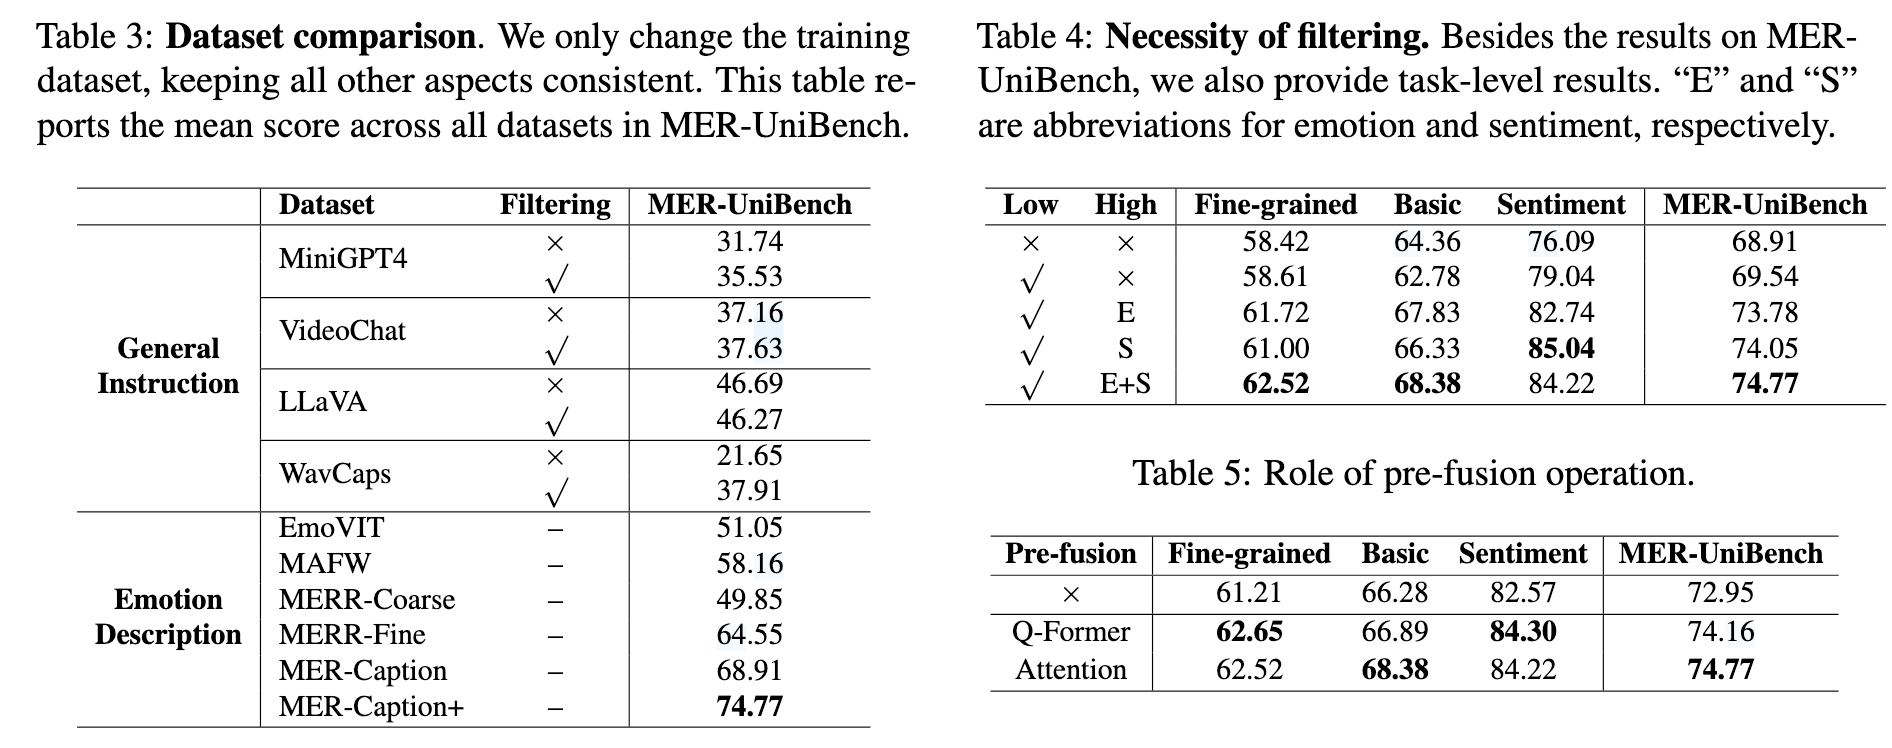 Table 3: Dataset comparison. We only change the training
dataset, keeping all other aspects consistent. This table re-
ports the mean score across all datasets in MER-UniBench.
Dataset Filtering MER-UniBench
General Instruction
MiniGPT4 × 31.74
√ 35.53
VideoChat × 37.16
√ 37.63
LLaVA × 46.69
√ 46.27
WavCaps × 21.65
√ 37.91
Emotion Description
EmoVIT – 51.05
MAFW – 58.16
MERR-Coarse – 49.85
MERR-Fine – 64.55
MER-Caption – 68.91
MER-Caption+ – 74.77
Table 4: Necessity of filtering. Besides the results on MER-
UniBench, we also provide task-level results. “E” and “S”
are abbreviations for emotion and sentiment, respectively.
Low High Fine-grained Basic Sentiment MER-UniBench
× × 58.42 64.36 76.09 68.91
√ × 58.61 62.78 79.04 69.54
√ E 61.72 67.83 82.74 73.78
√ S 61.00 66.33 85.04 74.05
√ E+S 62.52 68.38 84.22 74.77
Table 5: Role of pre-fusion operation.
Pre-fusion Fine-grained Basic Sentiment MER-UniBench
× 61.21 66.28 82.57 72.95
Q-Former 62.65 66.89 84.30 74.16
Attention 62.52 68.38 84.22 74.77